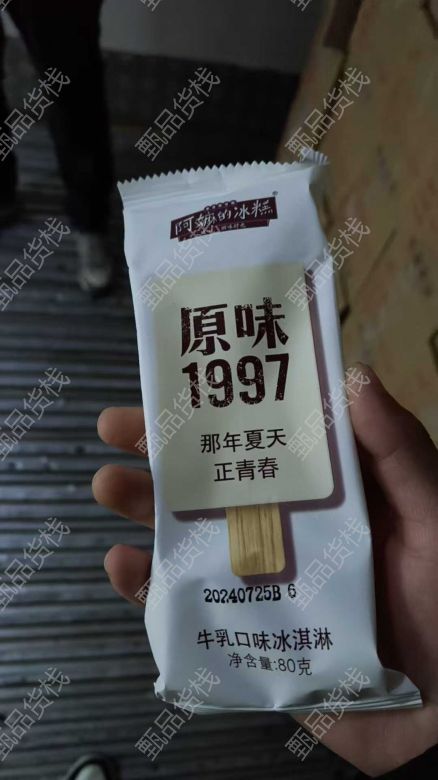 阿嬷的冰糕
原味
1997
那年夏天
正青春
20240725B 6
牛乳口味冰淇淋
净含量:80克
甄品货栈